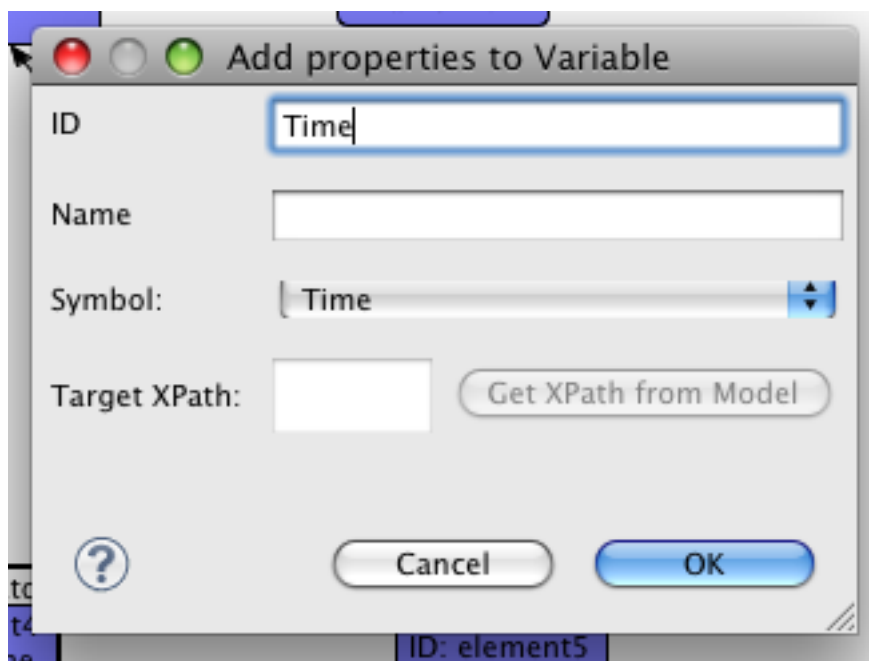 Add properties to Variable
ID
Time
Name
Symbol:
Time
Target XPath:
Get XPath from Model
?
Cancel
OK
ID: element5